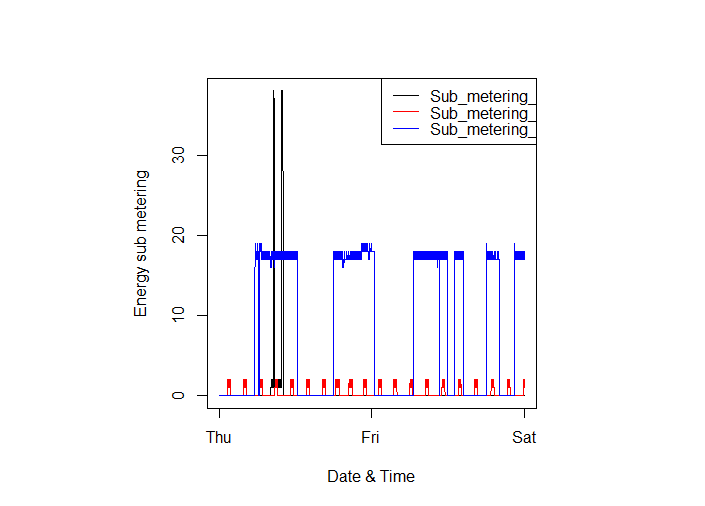 Sub_metering_
Sub_metering_
Sub_metering_
Energy sub metering
30
20
10
0
Thu
Fri
Sat
Date & Time